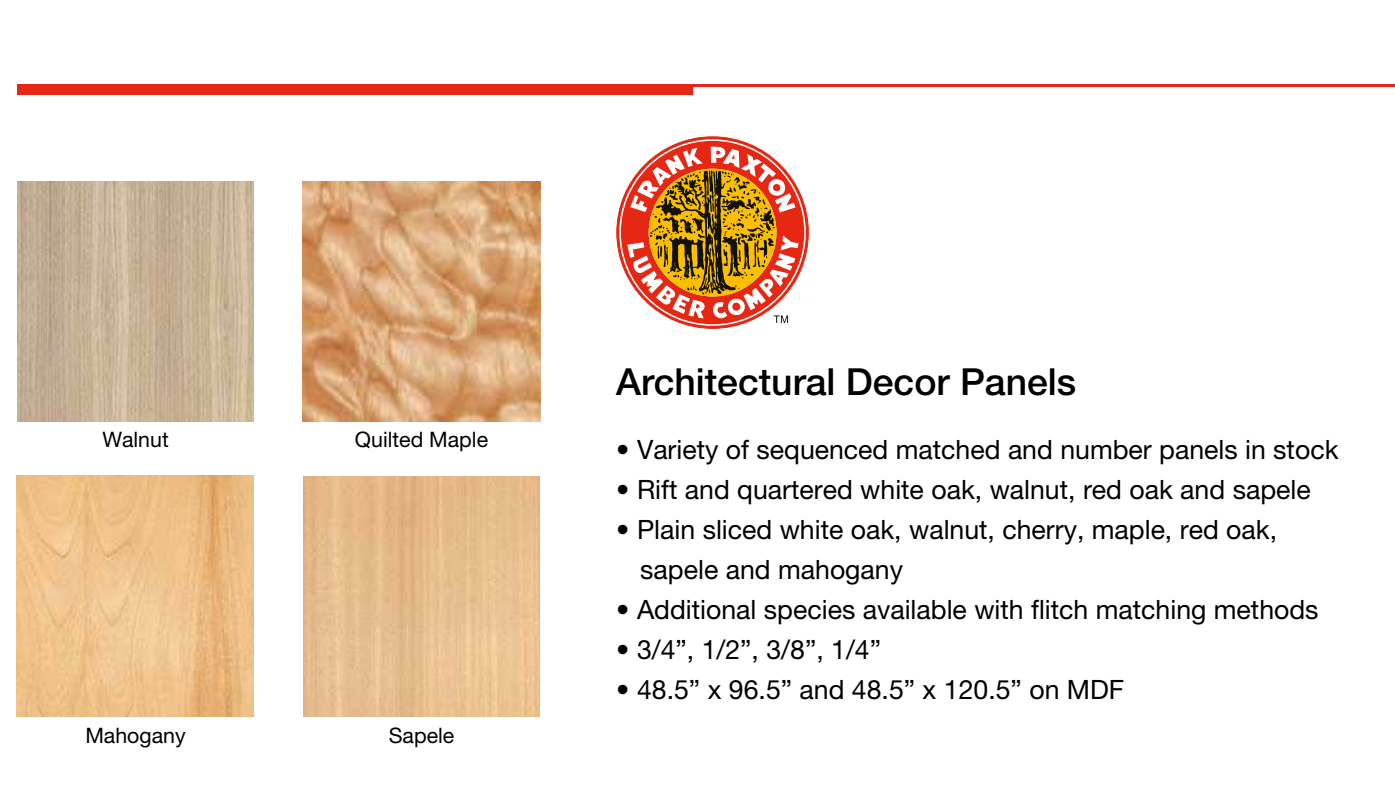 FRANK PAXTON
LUMBER COMPANY
TM
Walnut
Quilted Maple
Mahogany
Sapele
Architectural Decor Panels
• Variety of sequenced matched and number panels in stock
• Rift and quartered white oak, walnut, red oak and sapele
• Plain sliced white oak, walnut, cherry, maple, red oak,
sapele and mahogany
• Additional species available with flitch matching methods
• 3/4”, 1/2”, 3/8”, 1/4”
• 48.5” x 96.5” and 48.5” x 120.5” on MDF